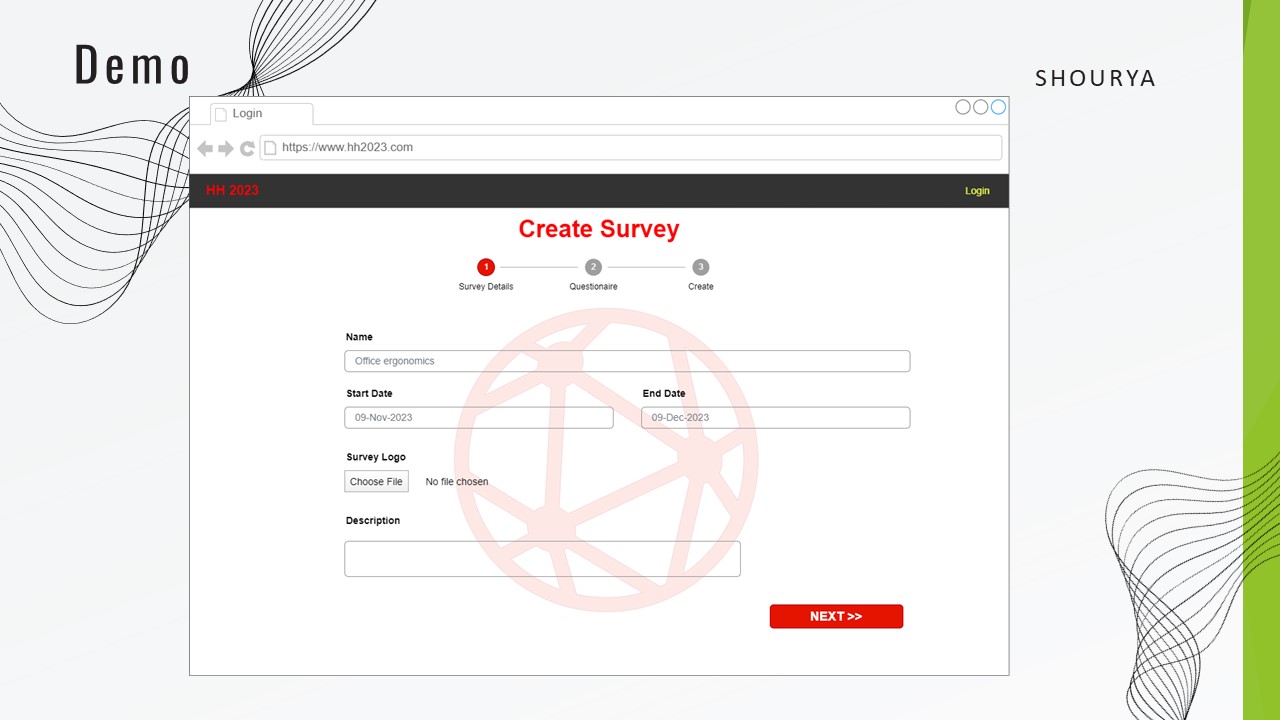 Demo
SHOURYA
Login
https://www.hh2023.com
HH 2023
Login
Create Survey
1 2 3
Survey Details Questionaire Create
Name
Office ergonomics
Start Date End Date
09-Nov-2023 09-Dec-2023
Survey Logo
Choose File No file chosen
Description
NEXT >>